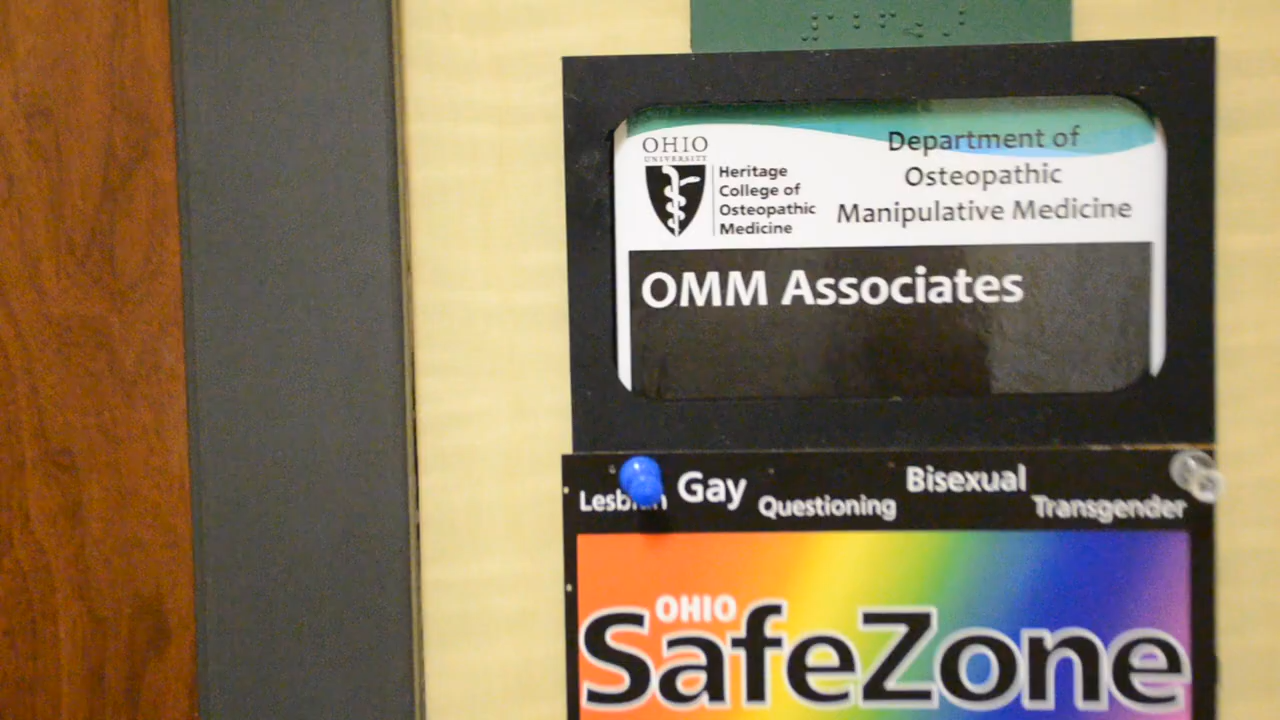 OHIO
UNIVERSITY
Heritage
College of
Osteopathic
Medicine
Department of
Osteopathic
Manipulative Medicine
OMM Associates
Lesbian Gay Questioning Bisexual Transgender
OHIO
SafeZone